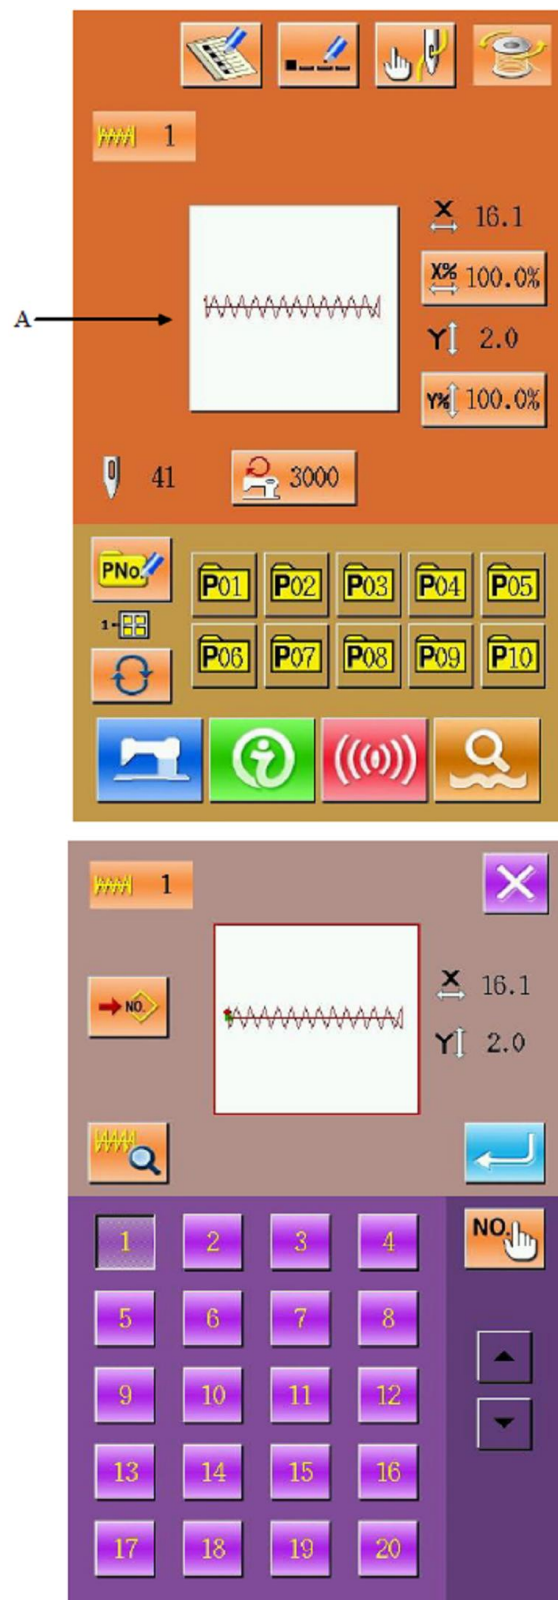 1
X 16.1
X% 100.0%
A
Y 2.0
Y% 100.0%
41 3000
PNo.
P01 P02 P03 P04 P05
1-
P06 P07 P08 P09 P10
1
X 16.1
NO.
Y 2.0
1 2 3 4 NO.
5 6 7 8
9 10 11 12
13 14 15 16
17 18 19 20